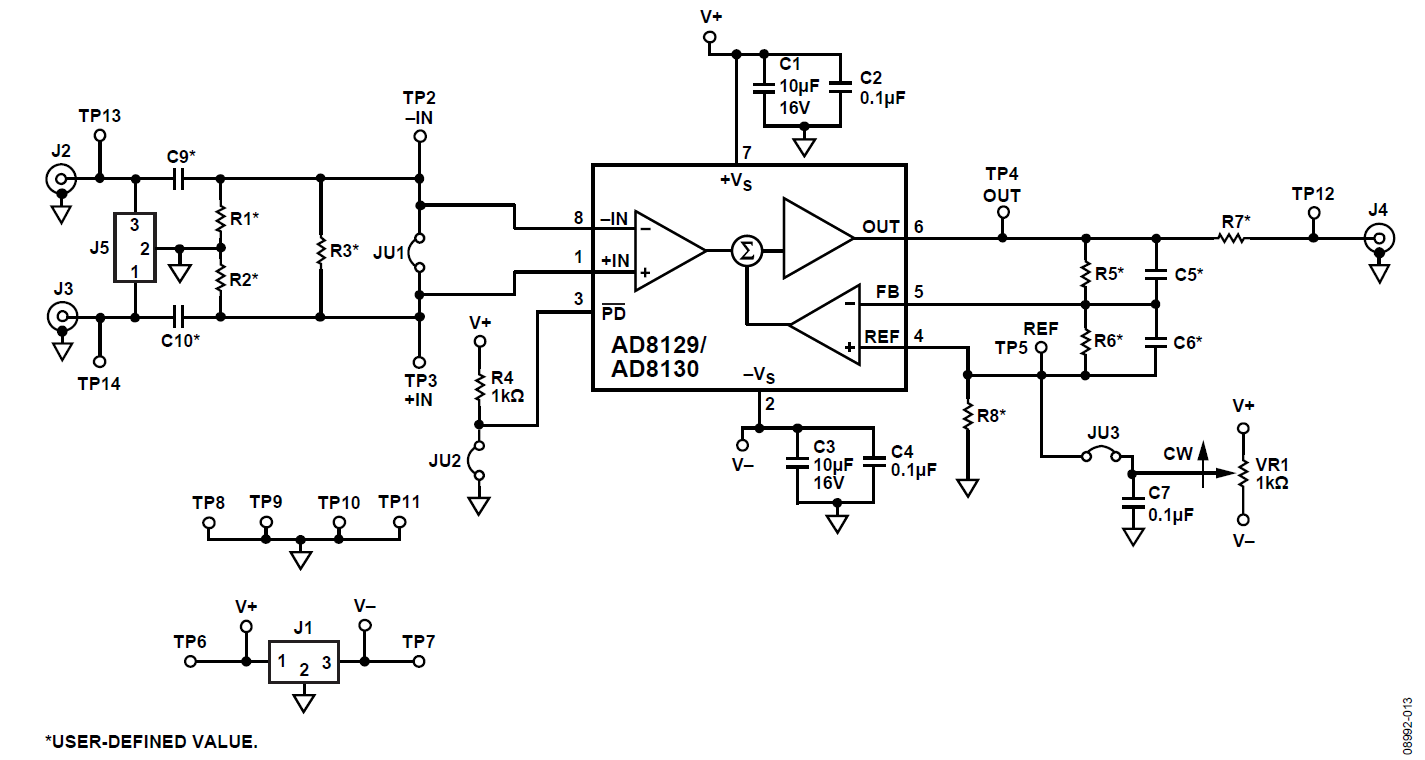 V+
C1
10µF
16V
C2
0.1µF
TP13
TP2
–IN
J2
C9*
7
+VS
TP4
OUT
TP12
J4
3
J5
2
1
R1*
R2*
R3*
JU1
8
–IN
1
+IN
3
PD
Σ
OUT
6
FB
5
REF
4
R7*
R5*
C5*
R6*
C6*
J3
C10*
TP14
TP3
+IN
V+
R4
1kΩ
JU2
AD8129/
AD8130
–VS
2
V–
C3
10µF
16V
C4
0.1µF
REF
TP5
R8*
JU3
CW
V+
VR1
1kΩ
V–
C7
0.1µF
TP8
TP9
TP10
TP11
V+
V–
TP6
J1
1
2
3
TP7
*USER-DEFINED VALUE.
08992-013